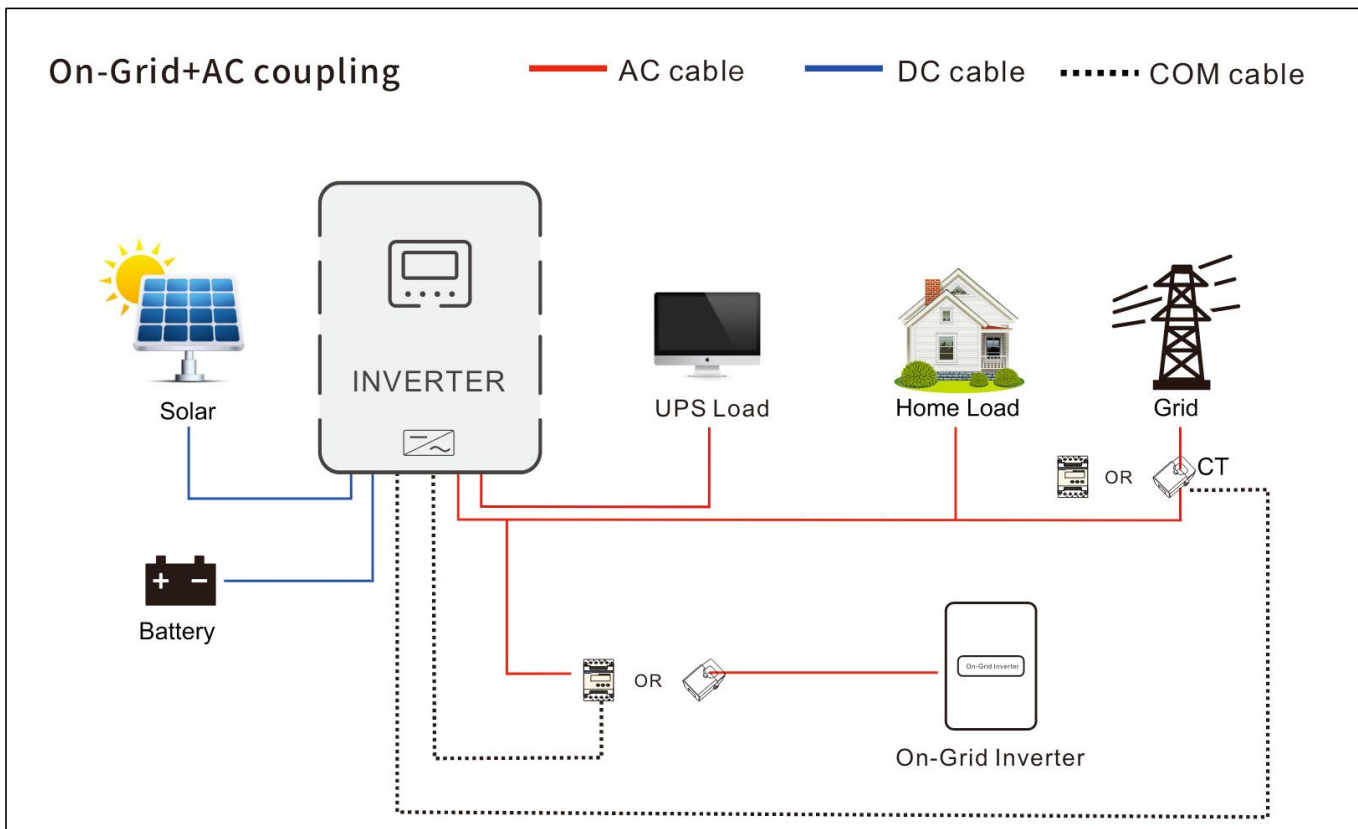 On-Grid+AC coupling
AC cable
DC cable
COM cable
INVERTER
Solar
UPS Load
Home Load
Grid
OR
CT
+ −
Battery
OR
On-Grid Inverter
On-Grid Inverter